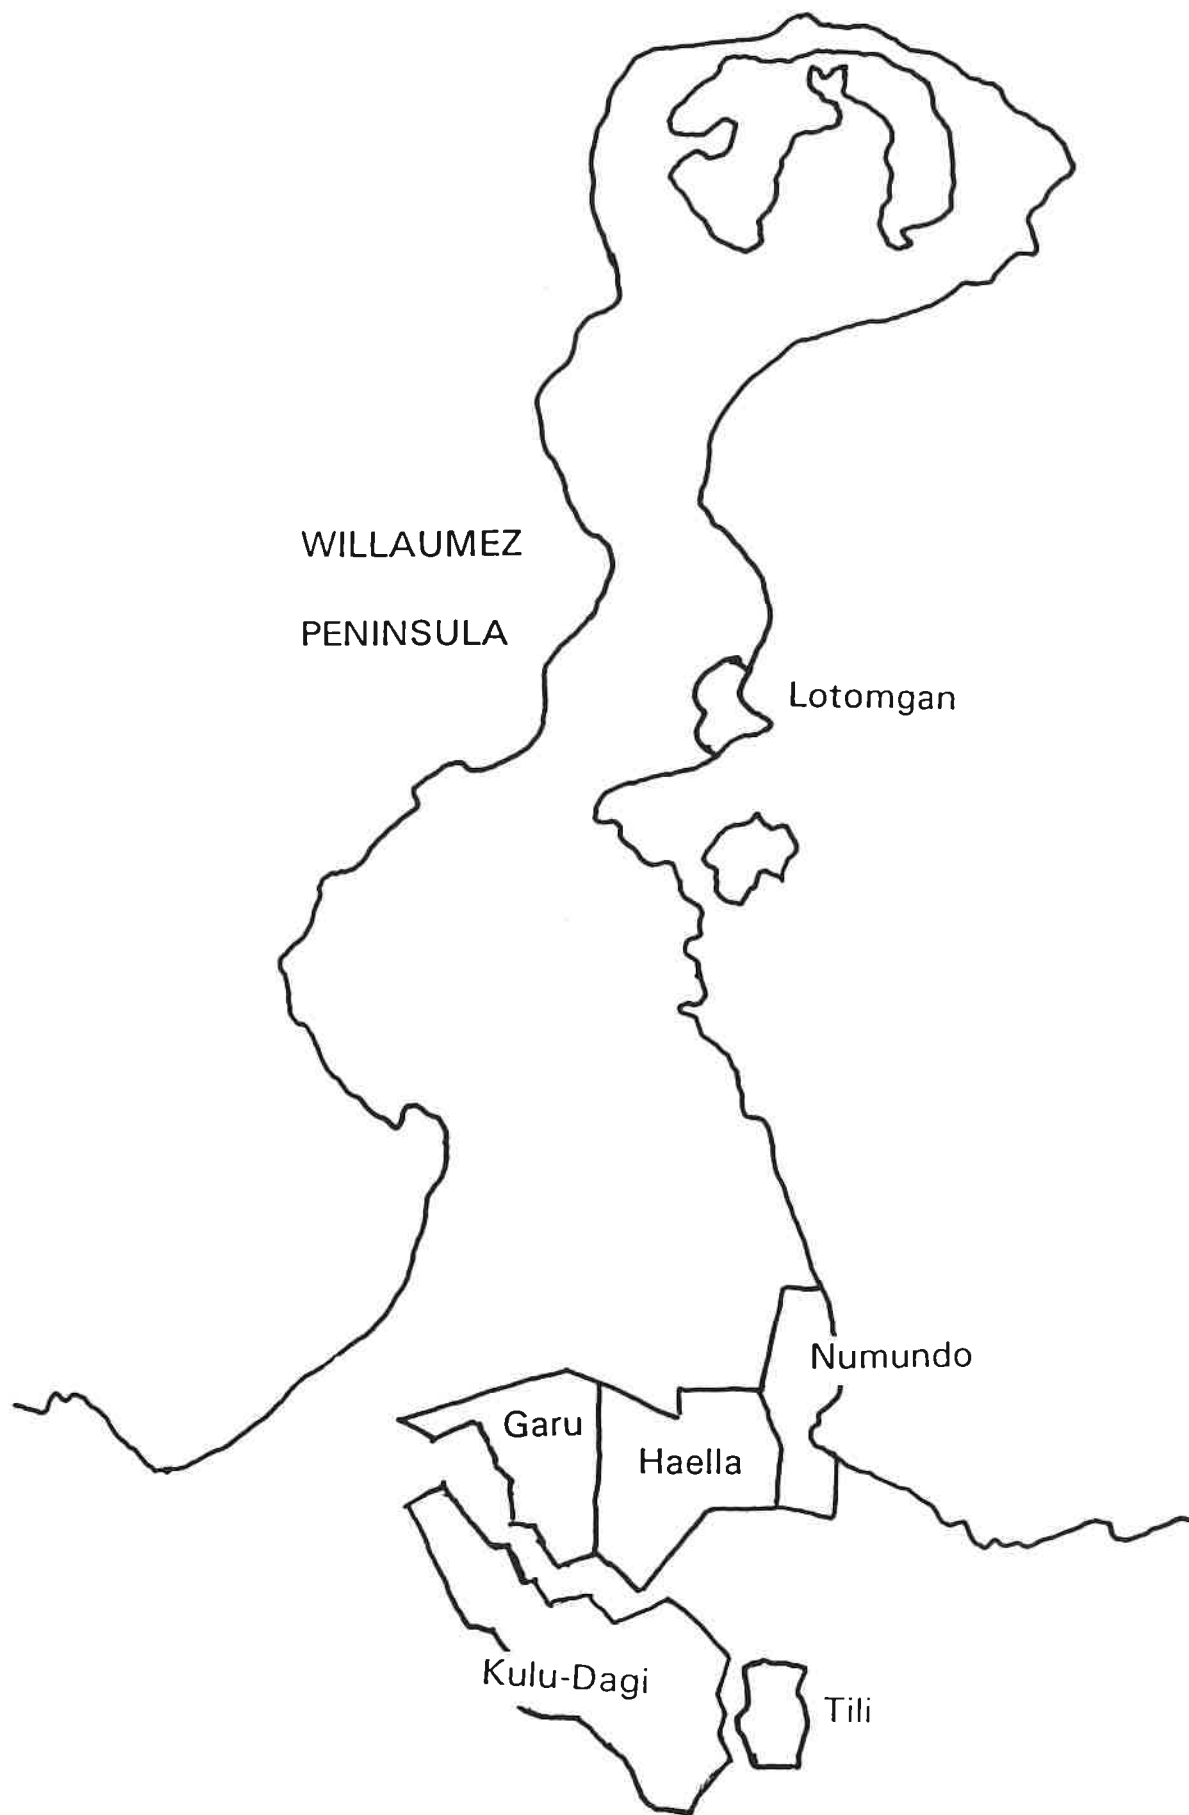 WILLAUMEZ
PENINSULA
Lotomgan
Numundo
Garu
Haella
Kulu-Dagi
Tili